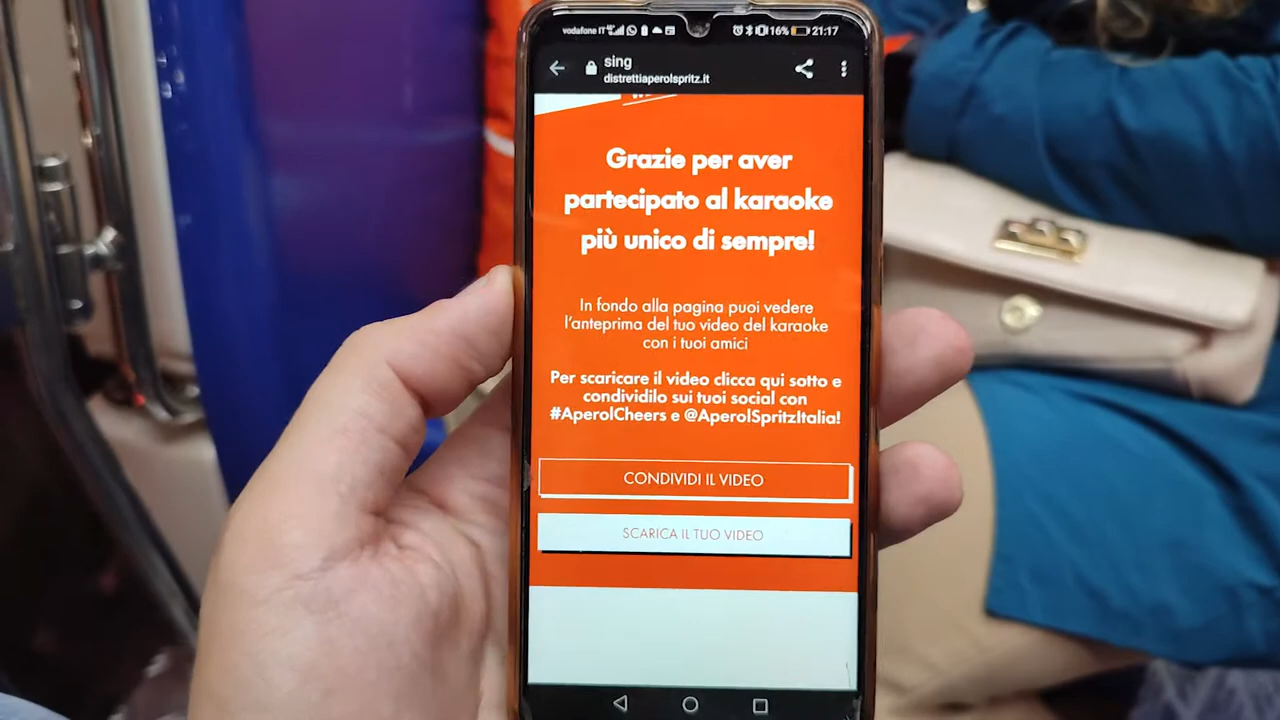 vodafone IT 16% 21:17
sing
distrettiaperolspritz.it
Grazie per aver
partecipato al karaoke
più unico di sempre!
In fondo alla pagina puoi vedere
l'anteprima del tuo video del karaoke
con i tuoi amici
Per scaricare il video clicca qui sotto e
condividilo sui tuoi social con
#AperolCheers e @AperolSpritzItalia!
CONDIVIDI IL VIDEO
SCARICA IL TUO VIDEO